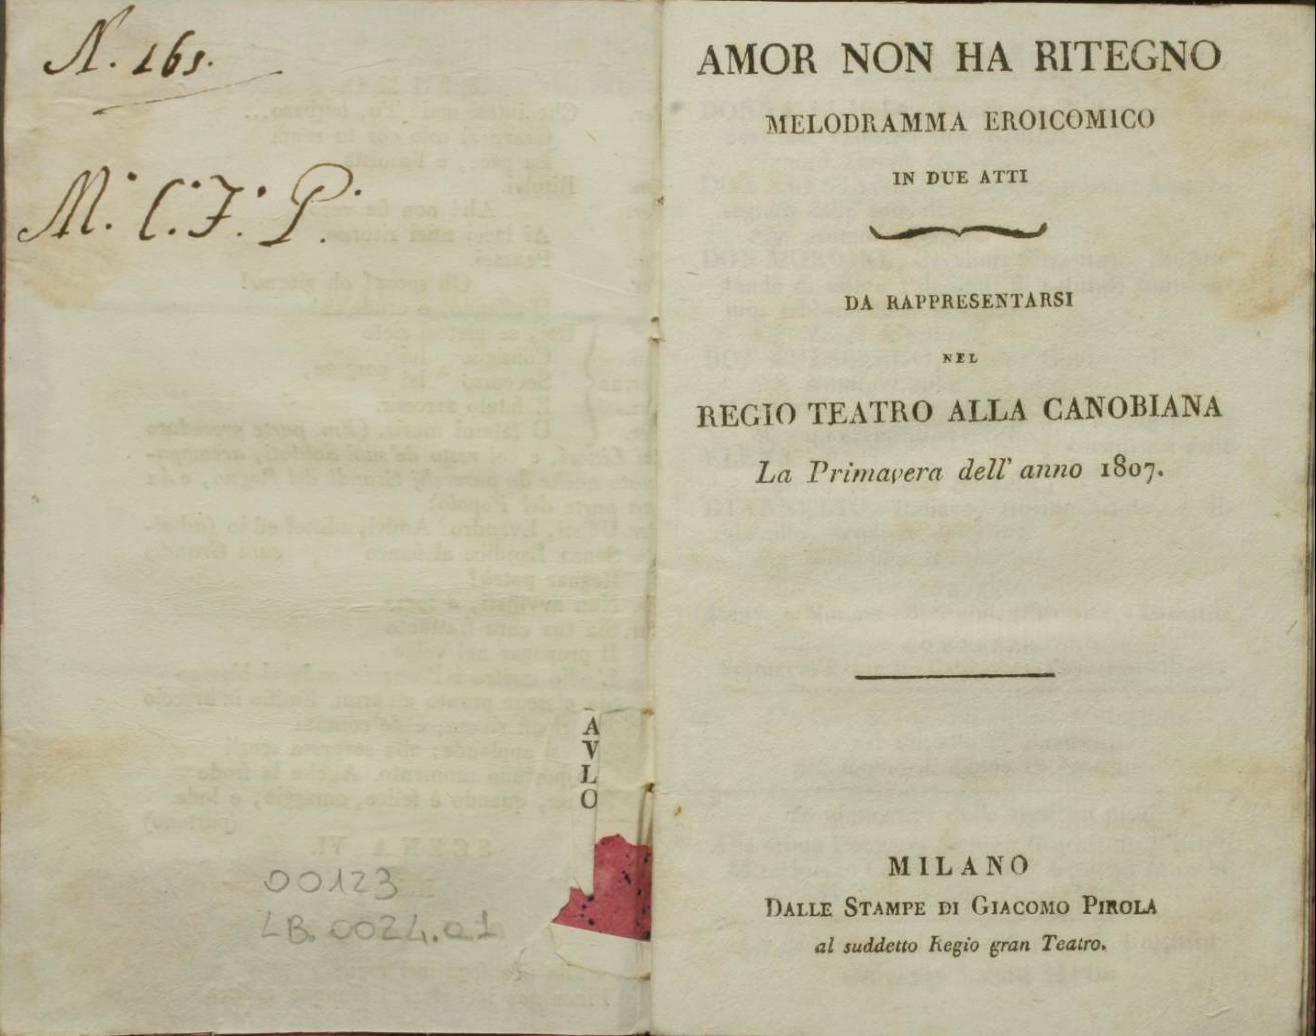 N. 161.
M. C. F. P.
A
V
L
O
00123
LB.0024.01
AMOR NON HA RITEGNO
MELODRAMMA EROICOMICO
IN DUE ATTI
DA RAPPRESENTARSI
NEL
REGIO TEATRO ALLA CANOBIANA
La Primavera dell' anno 1807.
MILANO
DALLE STAMPE DI GIACOMO PIROLA
al suddetto Regio gran Teatro.